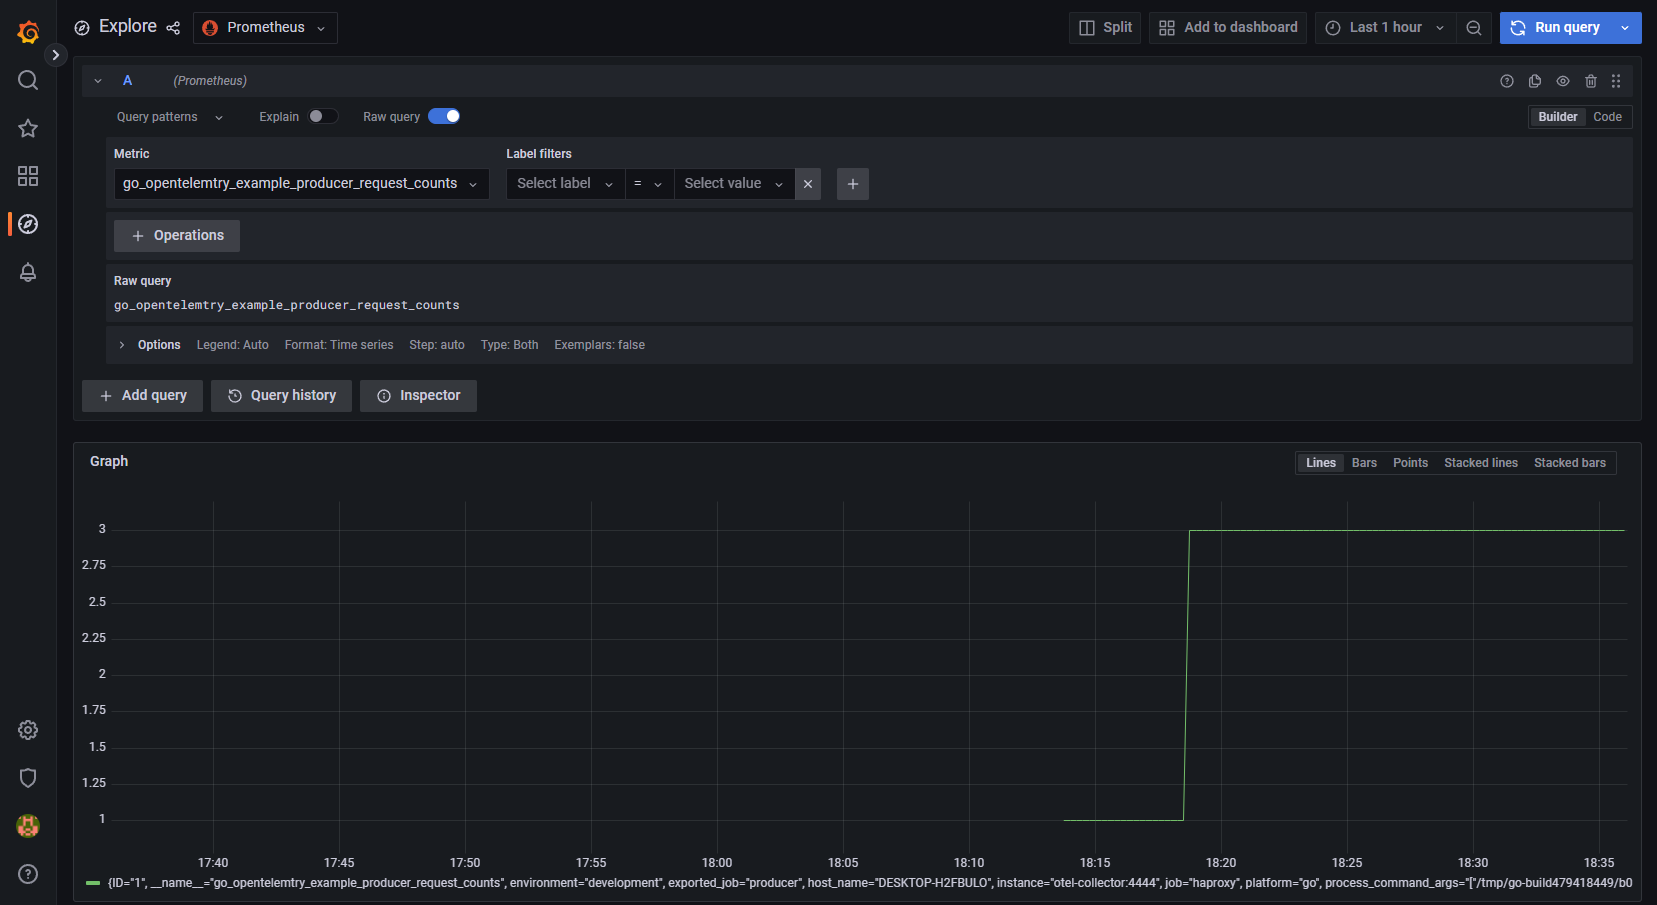 Explore Prometheus Split Add to dashboard Last 1 hour Run query
A (Prometheus)
Query patterns Explain Raw query Builder Code
Metric Label filters
go_opentelemtry_example_producer_request_counts Select label = Select value
Operations
Raw query
go_opentelemtry_example_producer_request_counts
Options Legend: Auto Format: Time series Step: auto Type: Both Exemplars: false
Add query Query history Inspector
Graph Lines Bars Points Stacked lines Stacked bars
3
2.75
2.5
2.25
2
1.75
1.5
1.25
1
17:40 17:45 17:50 17:55 18:00 18:05 18:10 18:15 18:20 18:25 18:30 18:35
{ID="1", __name__="go_opentelemtry_example_producer_request_counts", environment="development", exported_job="producer", host_name="DESKTOP-H2FBULO", instance="otel-collector:4444", job="haproxy", platform="go", process_command_args="["/tmp/go-build479418449/b0